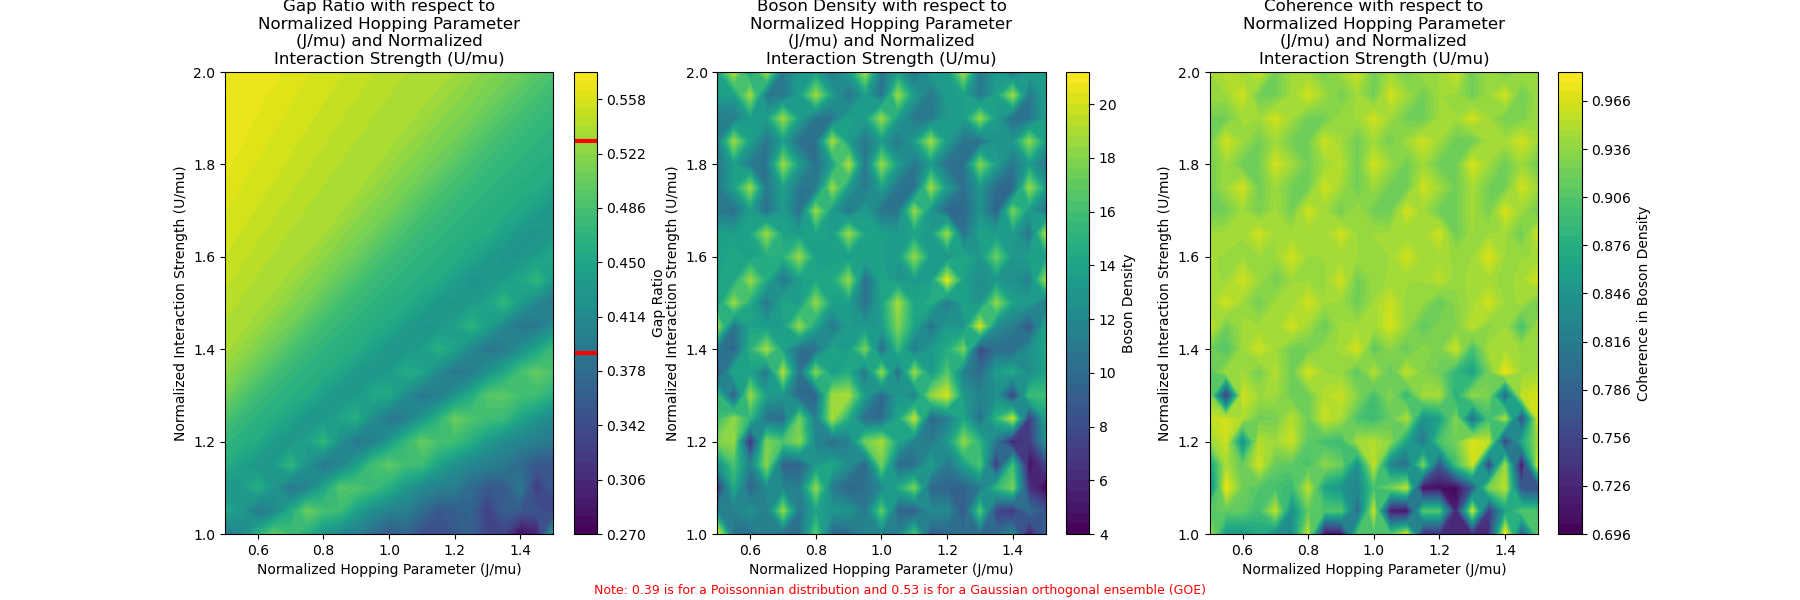 Gap Ratio with respect to
Normalized Hopping Parameter
(J/mu) and Normalized
Interaction Strength (U/mu)
2.0
1.8
1.6
1.4
1.2
1.0
Normalized Interaction Strength (U/mu)
0.6
0.8
1.0
1.2
1.4
Normalized Hopping Parameter (J/mu)
0.558
0.522
0.486
0.450
0.414
0.378
0.342
0.306
0.270
Gap Ratio
Boson Density with respect to
Normalized Hopping Parameter
(J/mu) and Normalized
Interaction Strength (U/mu)
2.0
1.8
1.6
1.4
1.2
1.0
Normalized Interaction Strength (U/mu)
0.6
0.8
1.0
1.2
1.4
Normalized Hopping Parameter (J/mu)
20
18
16
14
12
10
8
6
4
Boson Density
Coherence with respect to
Normalized Hopping Parameter
(J/mu) and Normalized
Interaction Strength (U/mu)
2.0
1.8
1.6
1.4
1.2
1.0
Normalized Interaction Strength (U/mu)
0.6
0.8
1.0
1.2
1.4
Normalized Hopping Parameter (J/mu)
0.966
0.936
0.906
0.876
0.846
0.816
0.786
0.756
0.726
0.696
Coherence in Boson Density
Note: 0.39 is for a Poissonnian distribution and 0.53 is for a Gaussian orthogonal ensemble (GOE)